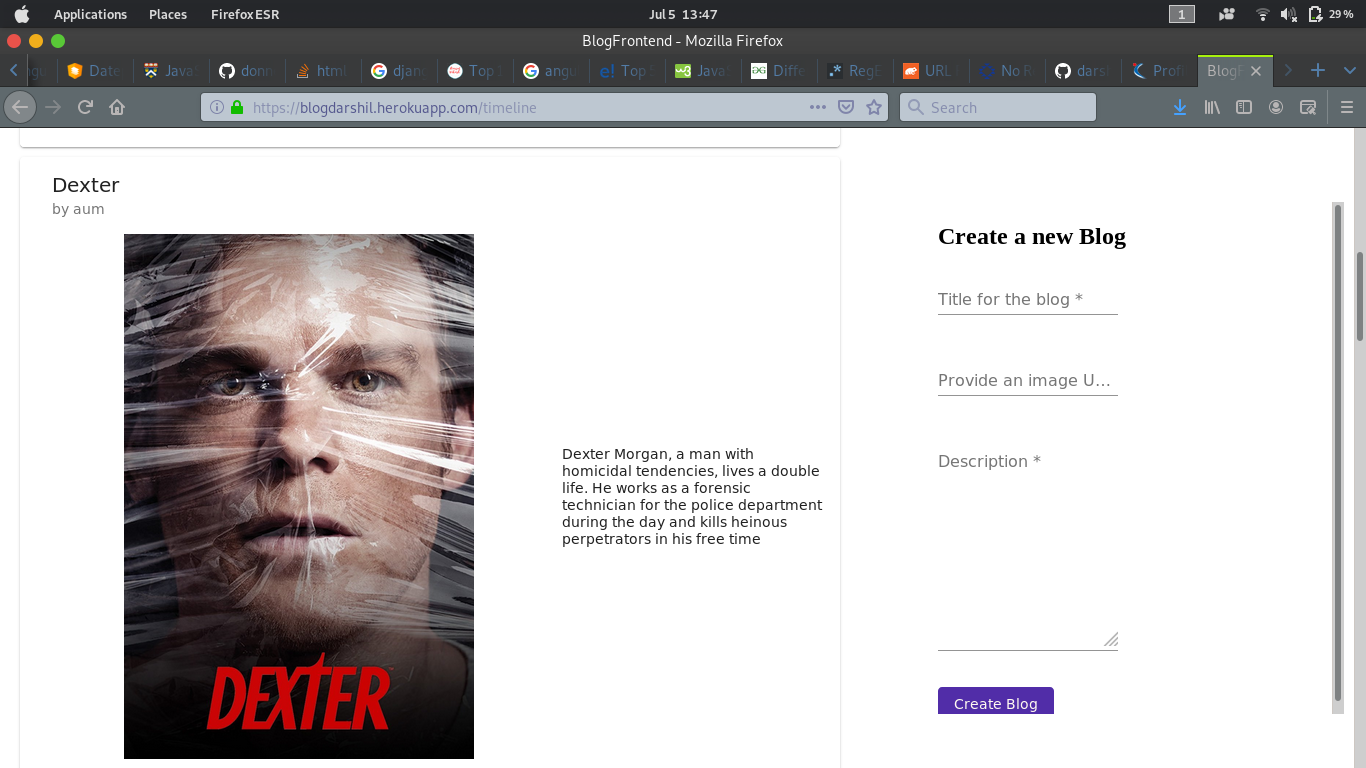 Applications Places Firefox ESR Jul 5 13:47 1 29 %
BlogFrontend - Mozilla Firefox
Date Java donn html djan Top angu Top Java Diffe RegE URL No R darsl Profi BlogF
https://blogdarshil.herokuapp.com/timeline Search
Dexter
by aum
DEXTER
Dexter Morgan, a man with
homicidal tendencies, lives a double
life. He works as a forensic
technician for the police department
during the day and kills heinous
perpetrators in his free time
Create a new Blog
Title for the blog *
Provide an image U...
Description *
Create Blog